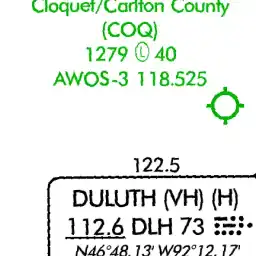 Cloquet/Carlton County
(COQ)
1279 Ⓛ 40
AWOS-3 118.525
122.5
DULUTH (VH) (H)
112.6 DLH 73
N46°48.13' W92°12.17'